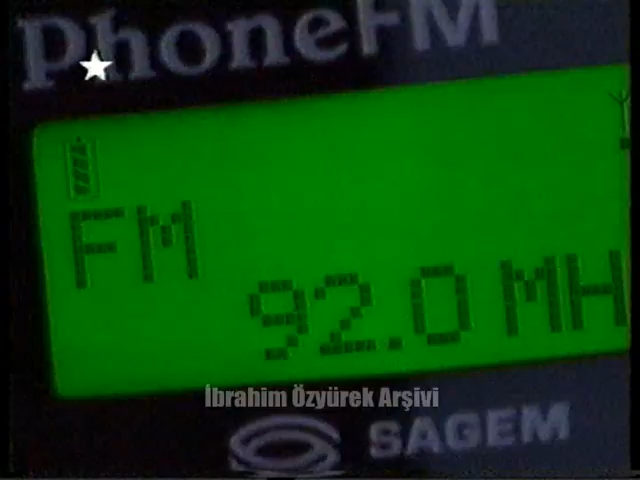 PhoneFM
FM
92.0 MH
İbrahim Özyürek Arşivi
SAGEM